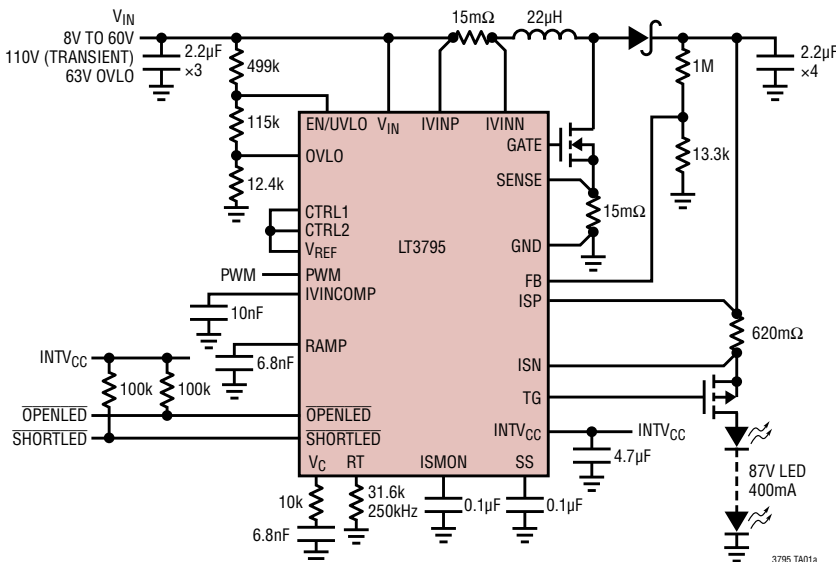 VIN
8V TO 60V
110V (TRANSIENT)
63V OVLO
2.2µF
×3
499k
115k
12.4k
15mΩ
22µH
1M
13.3k
2.2µF
×4
EN/UVLO
VIN
IVINP
IVINN
OVLO
GATE
SENSE
15mΩ
CTRL1
CTRL2
VREF
LT3795
GND
PWM
PWM
FB
IVINCOMP
ISP
10nF
620mΩ
INTVCC
RAMP
6.8nF
ISN
100k
100k
TG
OPENLED
OPENLED
SHORTLED
SHORTLED
INTVCC
INTVCC
4.7µF
VC
RT
ISMON
SS
10k
31.6k
250kHz
0.1µF
0.1µF
6.8nF
87V LED
400mA
3795 TA01a